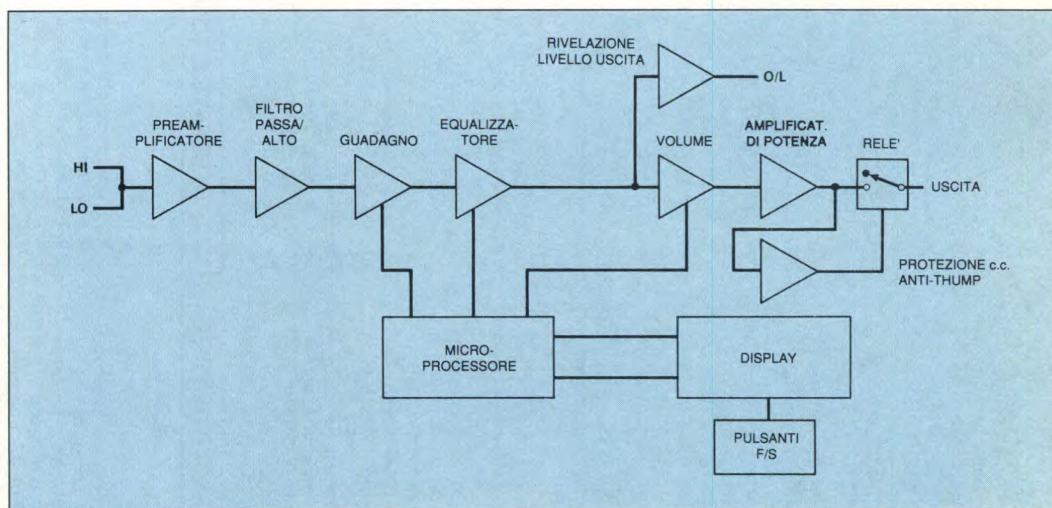 RIVELAZIONE
LIVELLO USCITA
O/L
PREAM-
PLIFICATORE
FILTRO
PASSA/
ALTO
GUADAGNO
EQUALIZZA-
TORE
VOLUME
AMPLIFICAT.
DI POTENZA
RELE'
HI
LO
USCITA
PROTEZIONE c.c.
ANTI-THUMP
MICRO-
PROCESSORE
DISPLAY
PULSANTI
F/S